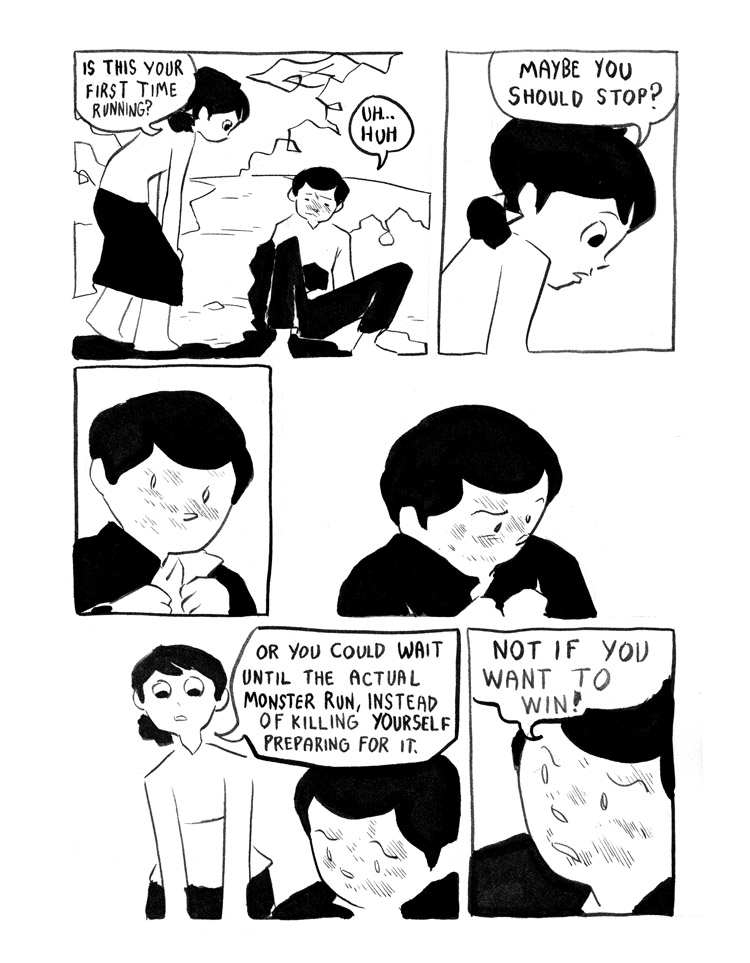 IS THIS YOUR
FIRST TIME
RUNNING?
UH...
HUH
MAYBE YOU
SHOULD STOP?
OR YOU COULD WAIT
UNTIL THE ACTUAL
MONSTER RUN, INSTEAD
OF KILLING YOURSELF
PREPARING FOR IT.
NOT IF YOU
WANT TO
WIN!